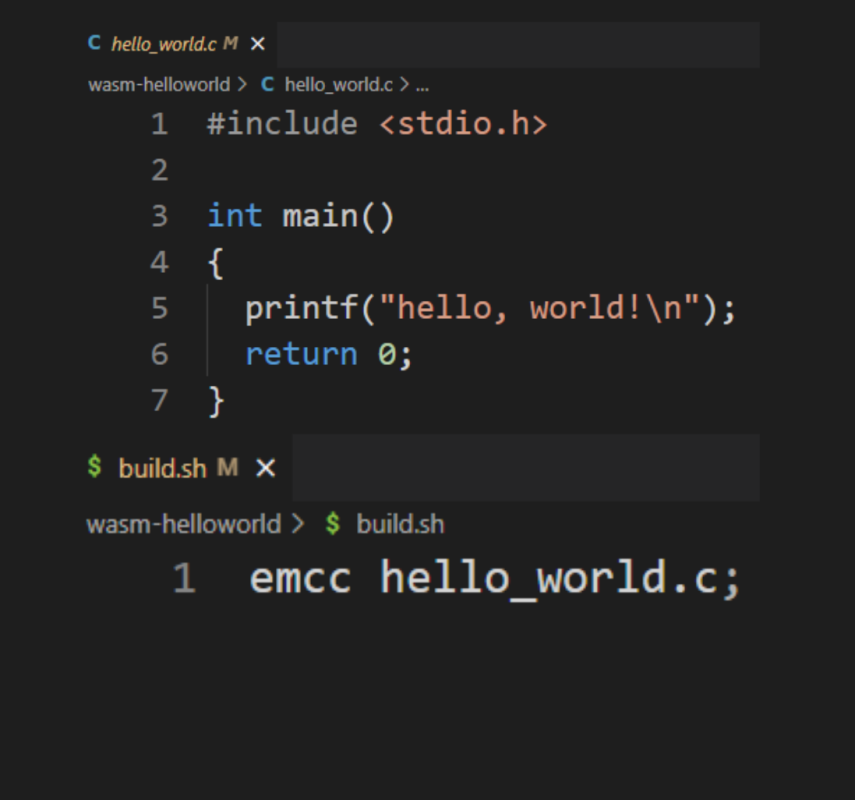 C hello_world.c M ×
wasm-helloworld > C hello_world.c > ...
1 #include <stdio.h>
2
3 int main()
4 {
5   printf("hello, world!\n");
6   return 0;
7 }
$ build.sh M ×
wasm-helloworld > $ build.sh
1 emcc hello_world.c;